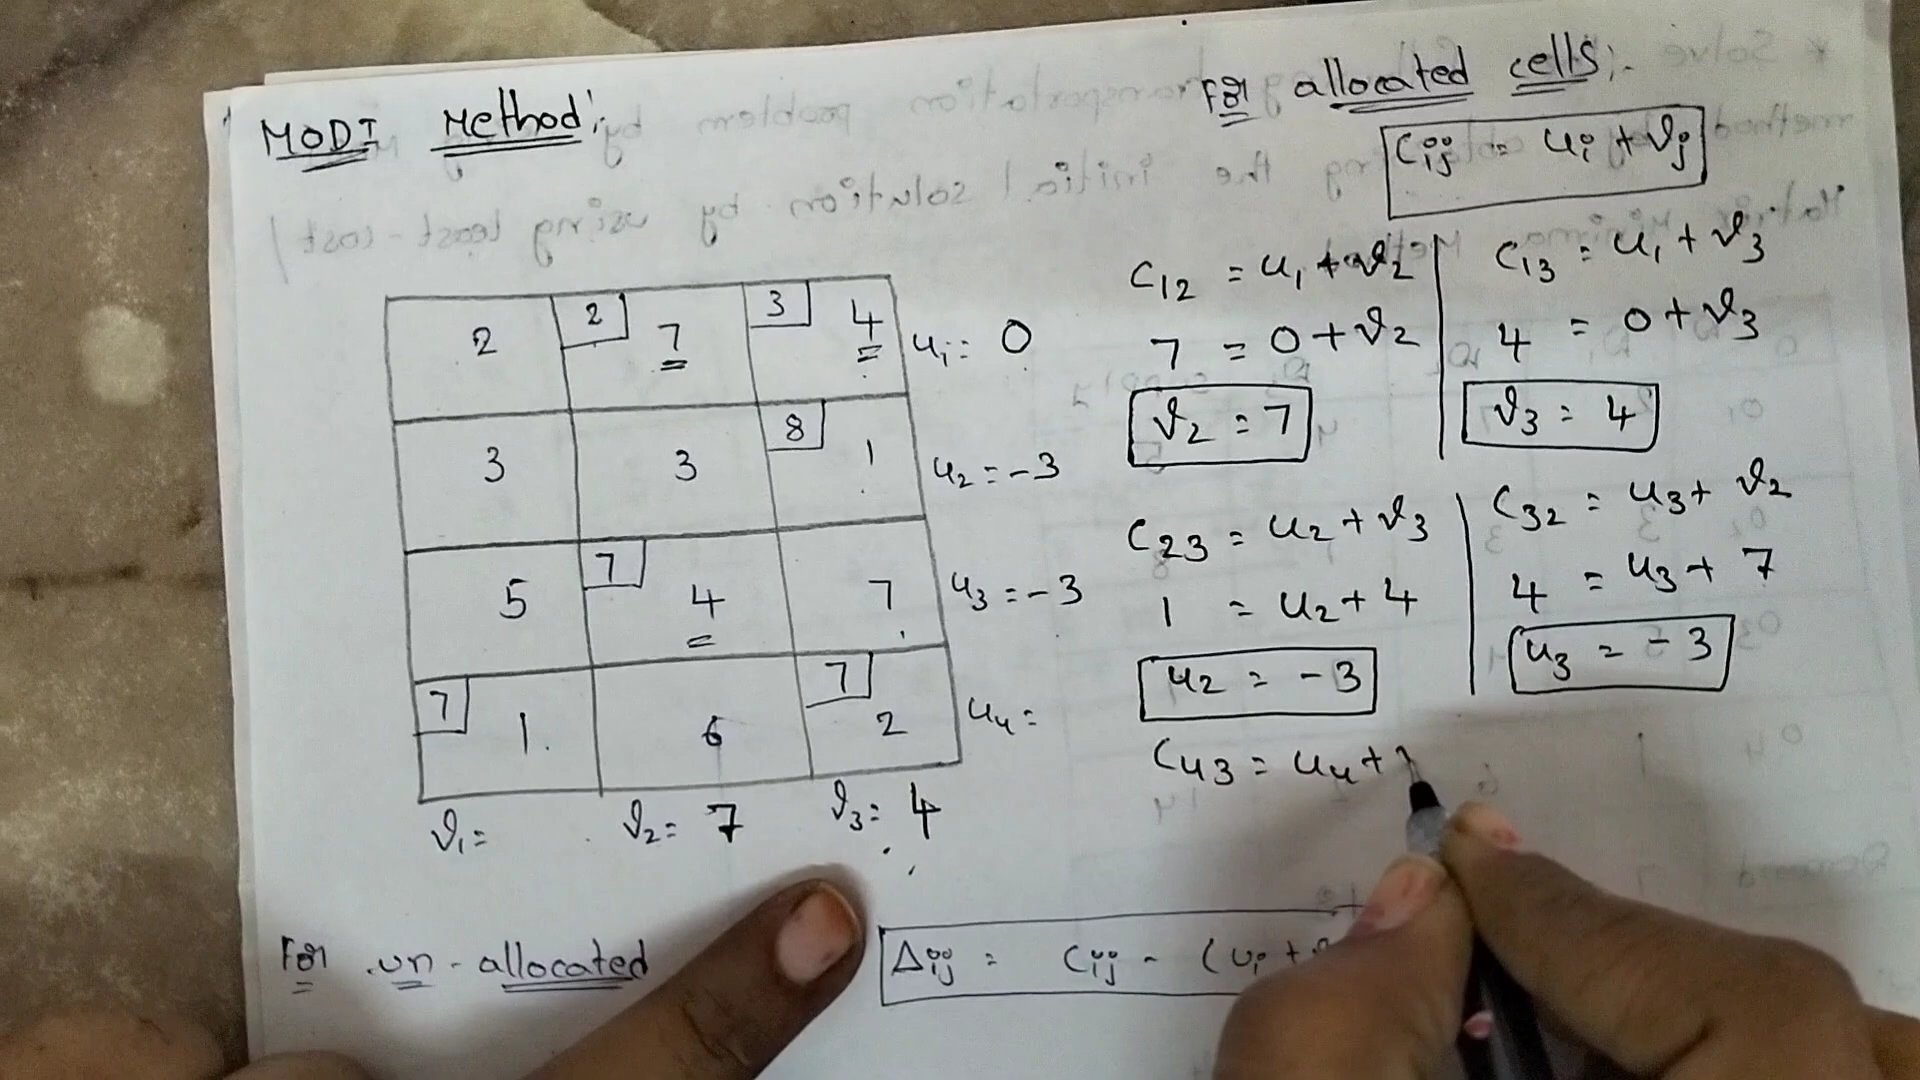 MODI Method:
For allocated cells:-
Cij = ui + vj
2 2 7 3 4 u1 = 0
3 3 8 1 u2 = -3
5 7 4 7 u3 = -3
7 1 6 7 2 u4 =
v1 = v2 = 7 v3 = 4
C12 = u1 + v2
7 = 0 + v2
v2 = 7
C13 = u1 + v3
4 = 0 + v3
v3 = 4
C23 = u2 + v3
1 = u2 + 4
u2 = -3
C32 = u3 + v2
4 = u3 + 7
u3 = -3
C43 = u4 +
For un-allocated
Δij = Cij - (ui +